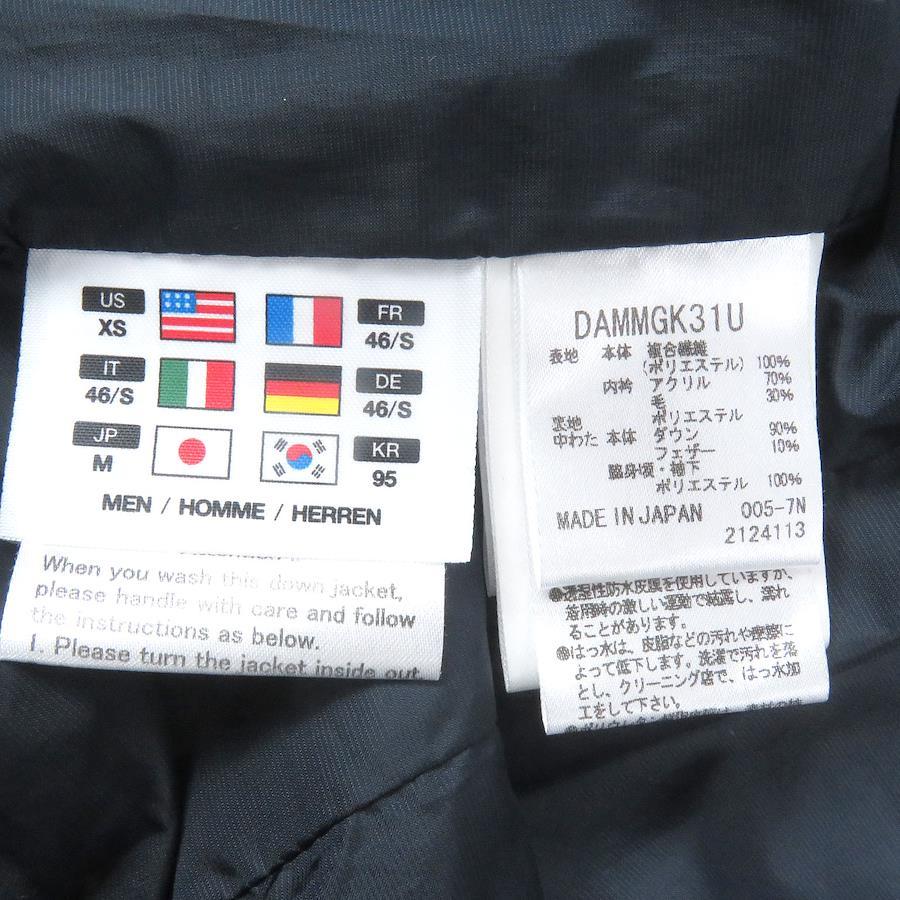 US
XS
FR
46/S
IT
46/S
DE
46/S
JP
M
KR
95
MEN / HOMME / HERREN
When you wash this down jacket,
please handle with care and follow
the instructions as below.
1. Please turn the jacket inside out
DAMMGK31U
表地 本体 複合繊維
(ポリエステル) 100%
内衿 アクリル 70%
毛 30%
裏地 ポリエステル
中わた 本体 ダウン 90%
フェザー 10%
脇身頃・袖下
ポリエステル 100%
MADE IN JAPAN 005-7N
2124113
透湿性防水皮膜を使用していますが、
着用時の激しい運動で結露し、濡れ
ることがあります。
はっ水は、皮脂などの汚れや摩擦に
よって低下します。洗濯で汚れを落
とし、クリーニング店で、はっ水加
工をして下さい。